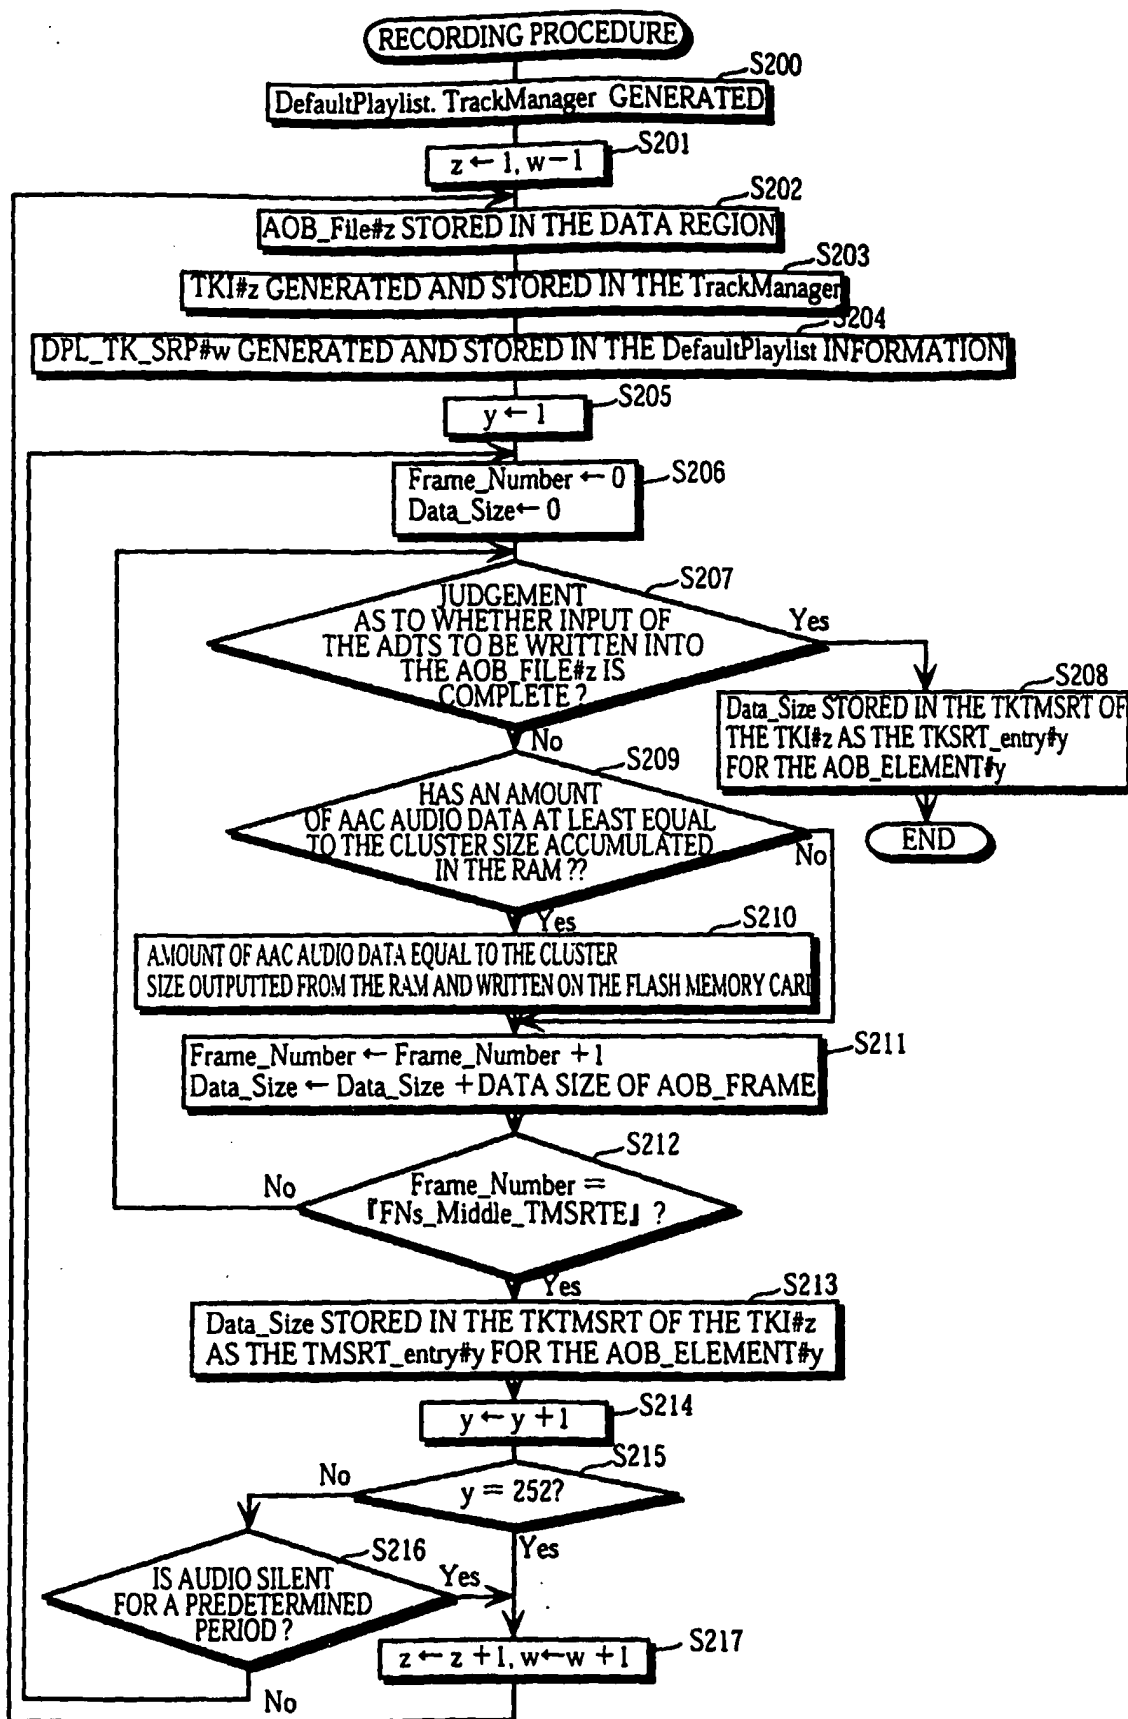 RECORDING PROCEDURE
S200
DefaultPlaylist. TrackManager GENERATED
S201
z ← 1, w−1
S202
AOB_File#z STORED IN THE DATA REGION
S203
TKI#z GENERATED AND STORED IN THE TrackManager
S204
DPL_TK_SRP#w GENERATED AND STORED IN THE DefaultPlaylist INFORMATION
S205
y ← 1
S206
Frame_Number ← 0
Data_Size← 0
S207
JUDGEMENT
AS TO WHETHER INPUT OF
THE ADTS TO BE WRITTEN INTO
THE AOB_FILE#z IS
COMPLETE ?
Yes
No
S208
Data_Size STORED IN THE TKTMSRT OF
THE TKI#z AS THE TKSRT_entry#y
FOR THE AOB_ELEMENT#y
END
S209
HAS AN AMOUNT
OF AAC AUDIO DATA AT LEAST EQUAL
TO THE CLUSTER SIZE ACCUMULATED
IN THE RAM ??
No
Yes
S210
AMOUNT OF AAC AUDIO DATA EQUAL TO THE CLUSTER
SIZE OUTPUTTED FROM THE RAM AND WRITTEN ON THE FLASH MEMORY CARD
S211
Frame_Number ← Frame_Number +1
Data_Size ← Data_Size +DATA SIZE OF AOB_FRAME
S212
Frame_Number =
『FNs_Middle_TMSRTE』 ?
No
Yes
S213
Data_Size STORED IN THE TKTMSRT OF THE TKI#z
AS THE TMSRT_entry#y FOR THE AOB_ELEMENT#y
S214
y ← y +1
S215
y = 252?
No
Yes
S216
IS AUDIO SILENT
FOR A PREDETERMINED
PERIOD ?
Yes
No
S217
z ← z +1, w←w +1